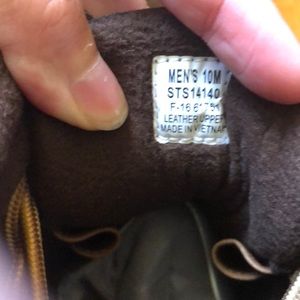 MEN'S 10M
STS14140
LEATHER UPPER
MADE IN VIETNAM